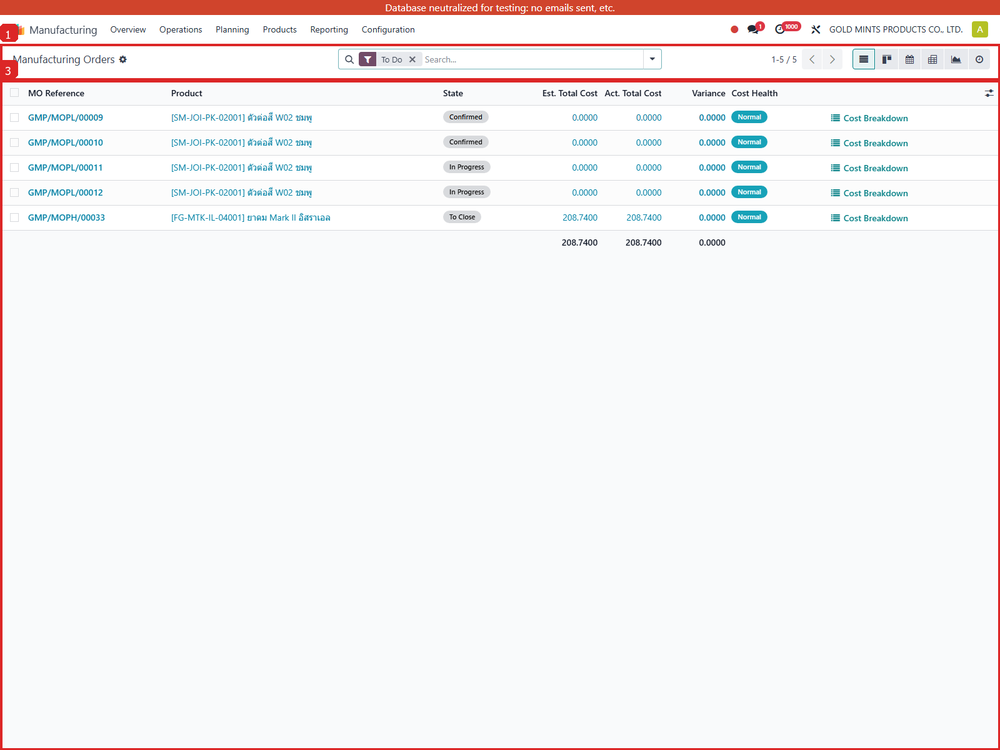 Database neutralized for testing: no emails sent, etc.
1 Manufacturing Overview Operations Planning Products Reporting Configuration 1 1000 GOLD MINTS PRODUCTS CO., LTD. A
Manufacturing Orders To Do Search... 1-5 / 5
3
MO Reference Product State Est. Total Cost Act. Total Cost Variance Cost Health
GMP/MOPL/00009 [SM-JOI-PK-02001] ตัวต่อสี W02 ชมพู Confirmed 0.0000 0.0000 0.0000 Normal Cost Breakdown
GMP/MOPL/00010 [SM-JOI-PK-02001] ตัวต่อสี W02 ชมพู Confirmed 0.0000 0.0000 0.0000 Normal Cost Breakdown
GMP/MOPL/00011 [SM-JOI-PK-02001] ตัวต่อสี W02 ชมพู In Progress 0.0000 0.0000 0.0000 Normal Cost Breakdown
GMP/MOPL/00012 [SM-JOI-PK-02001] ตัวต่อสี W02 ชมพู In Progress 0.0000 0.0000 0.0000 Normal Cost Breakdown
GMP/MOPH/00033 [FG-MTK-IL-04001] ยาดม Mark II อิสราเอล To Close 208.7400 208.7400 0.0000 Normal Cost Breakdown
208.7400 208.7400 0.0000